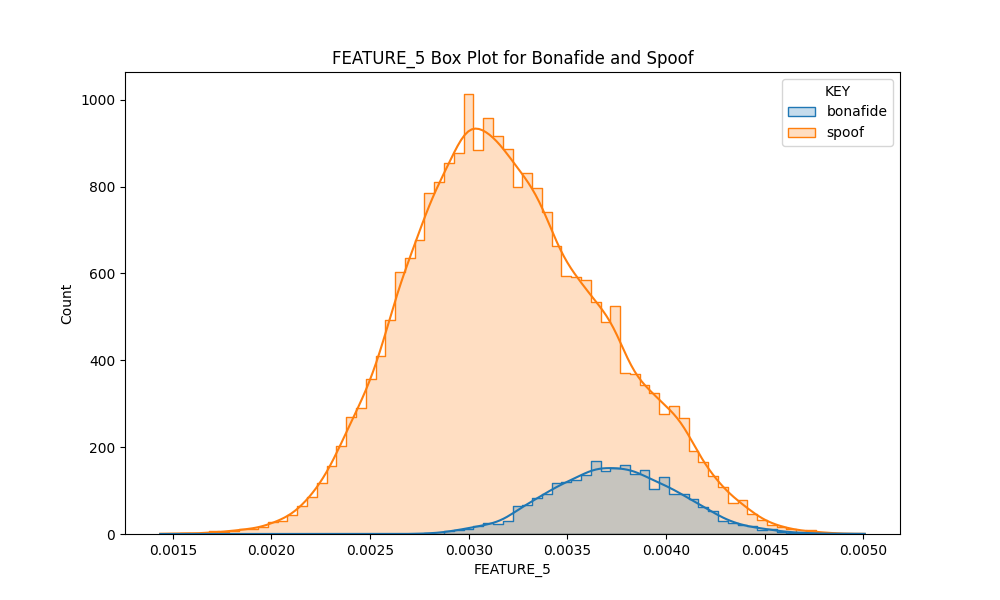 FEATURE_5 Box Plot for Bonafide and Spoof
KEY
bonafide
spoof
Count
1000
800
600
400
200
0
0.0015 0.0020 0.0025 0.0030 0.0035 0.0040 0.0045 0.0050
FEATURE_5